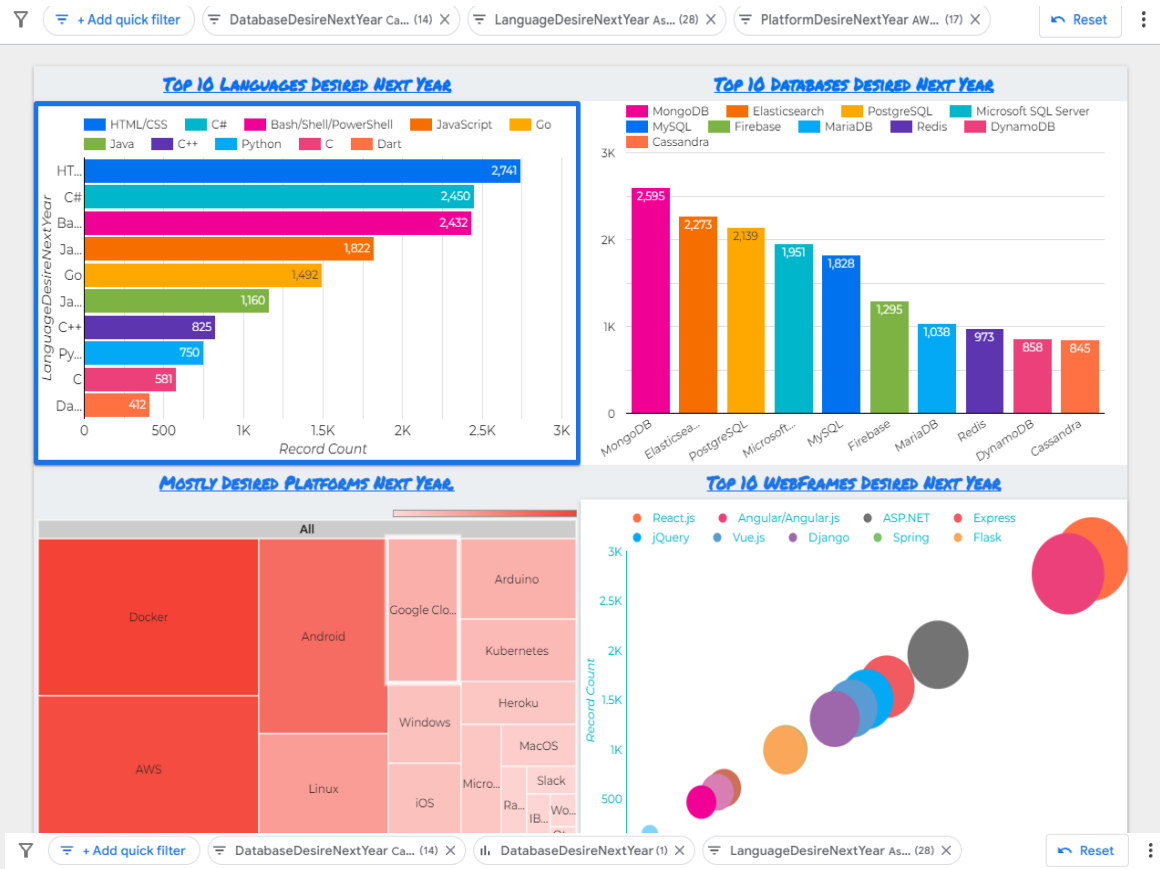 + Add quick filter DatabaseDesireNextYear Ca... (14) LanguageDesireNextYear As... (28) PlatformDesireNextYear AW... (17) Reset
Top 10 Languages Desired Next Year
HTML/CSS C# Bash/Shell/PowerShell JavaScript Go
Java C++ Python C Dart
LanguageDesireNextYear
HT... 2,741
C# 2,450
Ba... 2,432
Ja... 1,822
Go 1,492
Ja... 1,160
C++ 825
Py... 750
C 581
Da... 412
0 500 1K 1.5K 2K 2.5K 3K
Record Count
Top 10 Databases Desired Next Year
MongoDB Elasticsearch PostgreSQL Microsoft SQL Server
MySQL Firebase MariaDB Redis DynamoDB
Cassandra
3K
2K
1K
0
2,595 2,273 2,139 1,951 1,828 1,295 1,038 973 858 845
MongoDB Elasticsea... PostgreSQL Microsoft... MySQL Firebase MariaDB Redis DynamoDB Cassandra
Mostly Desired Platforms Next Year
All
Docker
AWS
Android
Linux
Google Clo...
Windows
iOS
Arduino
Kubernetes
Heroku
Micro...
MacOS
Ra...
Slack
IB...
Wo...
Top 10 WebFrames Desired Next Year
React.js Angular/Angular.js ASP.NET Express
jQuery Vue.js Django Spring Flask
Record Count
3K
2.5K
2K
1.5K
1K
500
+ Add quick filter DatabaseDesireNextYear Ca... (14) DatabaseDesireNextYear (1) LanguageDesireNextYear As... (28) Reset